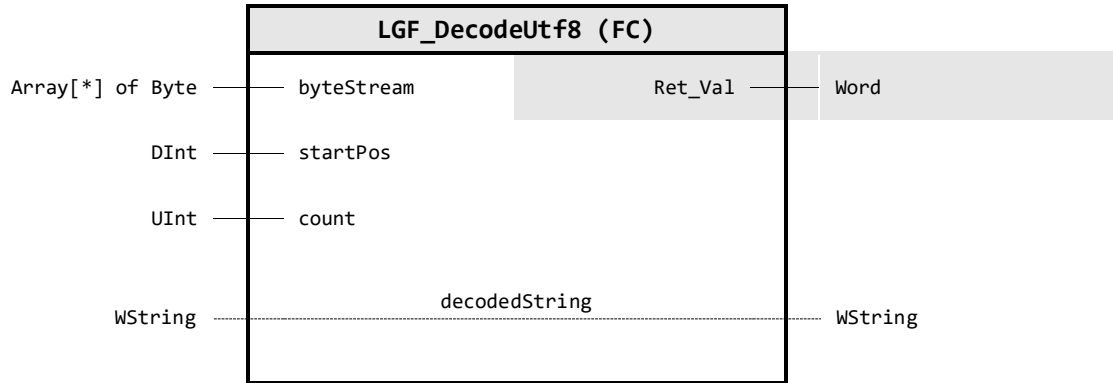 LGF_DecodeUtf8 (FC)
Array[*] of Byte byteStream Ret_Val Word
DInt startPos
UInt count
decodedString
WString WString